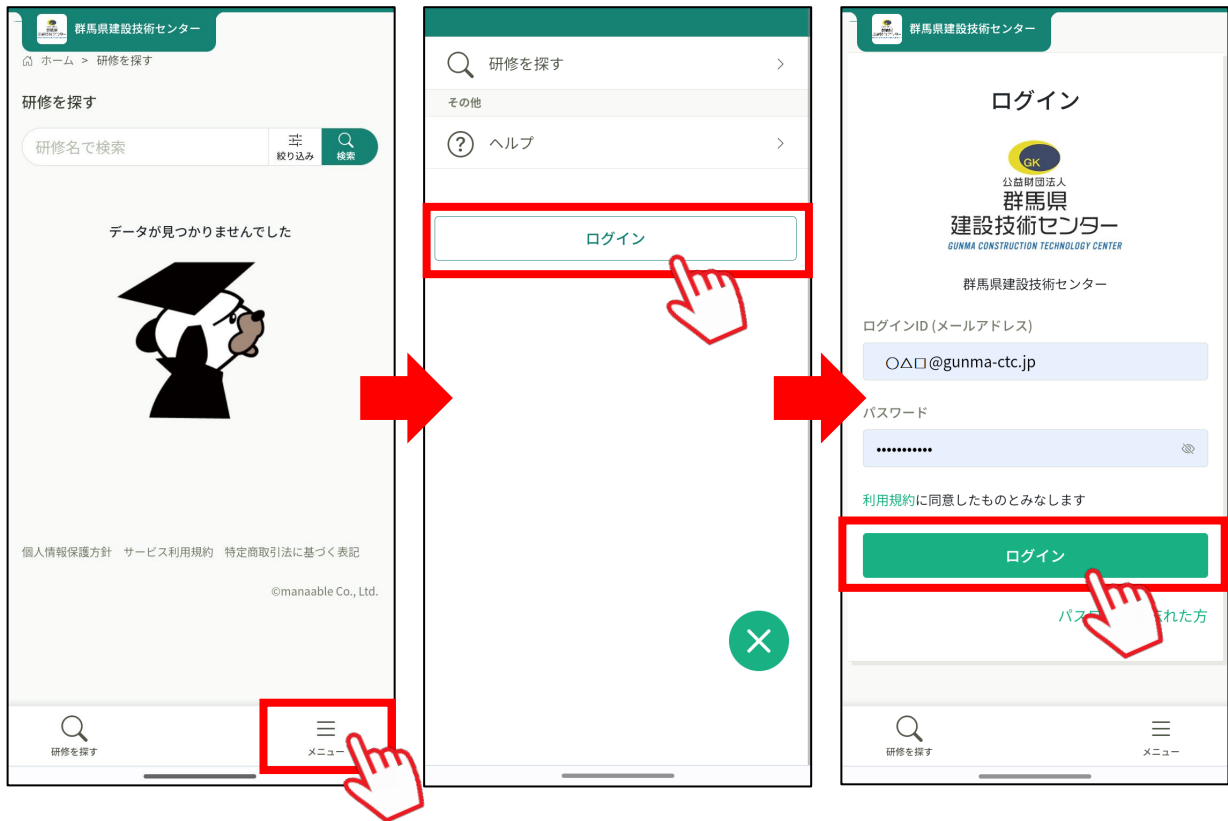 群馬県建設技術センター
ホーム > 研修を探す
研修を探す
研修名で検索
絞り込み
検索
データが見つかりませんでした
個人情報保護方針 サービス利用規約 特定商取引法に基づく表記
©manaable Co., Ltd.
研修を探す
メニュー
研修を探す
その他
ヘルプ
ログイン
群馬県建設技術センター
ログイン
GK
公益財団法人
群馬県
建設技術センター
GUNMA CONSTRUCTION TECHNOLOGY CENTER
群馬県建設技術センター
ログインID (メールアドレス)
〇△□@gunma-ctc.jp
パスワード
•••••••••••
利用規約に同意したものとみなします
ログイン
パス れた方
研修を探す
メニュー